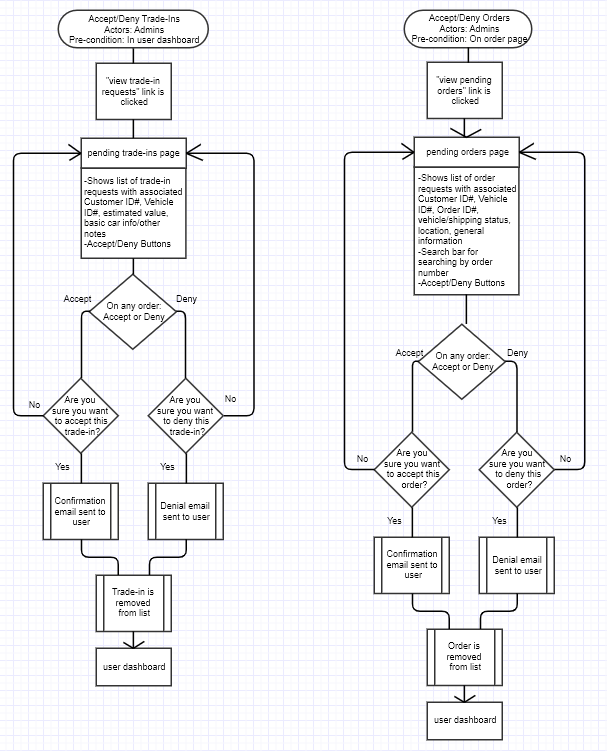 Accept/Deny Trade-Ins
Actors: Admins
Pre-condition: In user dashboard
"view trade-in
requests" link is
clicked
pending trade-ins page
-Shows list of trade-in
requests with associated
Customer ID#, Vehicle
ID#, estimated value,
basic car info/other
notes
-Accept/Deny Buttons
Accept
Deny
On any order:
Accept or Deny
No
Are you
sure you want
to accept this
trade-in?
Are you
sure you want
to deny this
trade-in?
No
Yes
Yes
Confirmation
email sent to
user
Denial email
sent to user
Trade-in is
removed
from list
user dashboard
Accept/Deny Orders
Actors: Admins
Pre-condition: On order page
"view pending
orders" link is
clicked
pending orders page
-Shows list of order
requests with associated
Customer ID#, Vehicle
ID#, Order ID#,
vehicle/shipping status,
location, general
information
-Search bar for
searching by order
number
-Accept/Deny Buttons
Accept
Deny
On any order:
Accept or Deny
No
Are you
sure you want
to accept this
order?
Are you
sure you want
to deny this
order?
No
Yes
Yes
Confirmation
email sent to
user
Denial email
sent to user
Order is
removed
from list
user dashboard